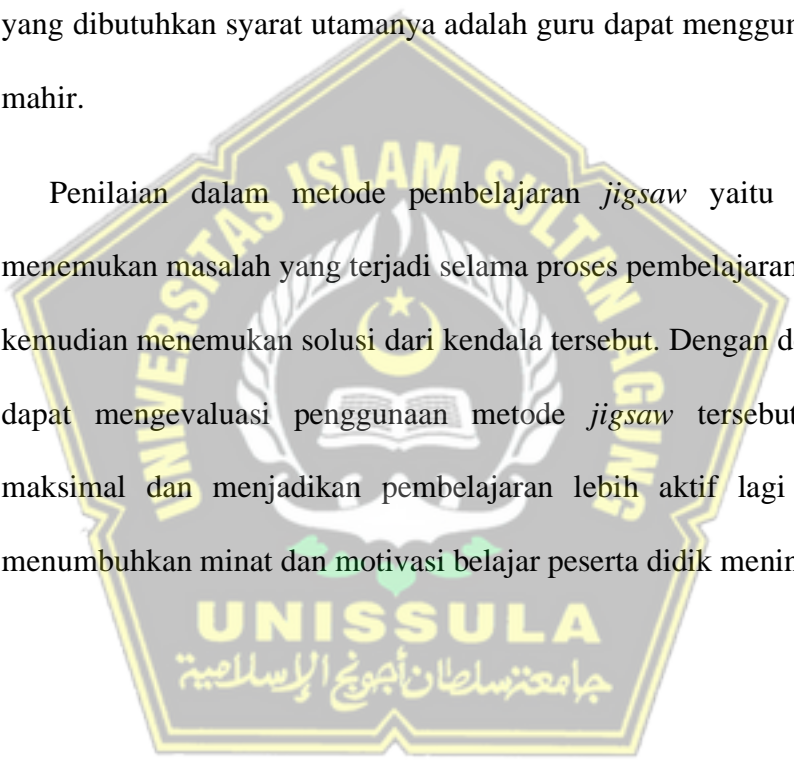 yang dibutuhkan syarat utamanya adalah guru dapat menggun
mahir.
Penilaian dalam metode pembelajaran jigsaw yaitu
menemukan masalah yang terjadi selama proses pembelajaran
kemudian menemukan solusi dari kendala tersebut. Dengan d
dapat mengevaluasi penggunaan metode jigsaw tersebut
maksimal dan menjadikan pembelajaran lebih aktif lagi
menumbuhkan minat dan motivasi belajar peserta didik menin
UNIVERSITAS ISLAM SULTAN AGUNG
UNISSULA
جامعة سلطان أجونج الإسلامية